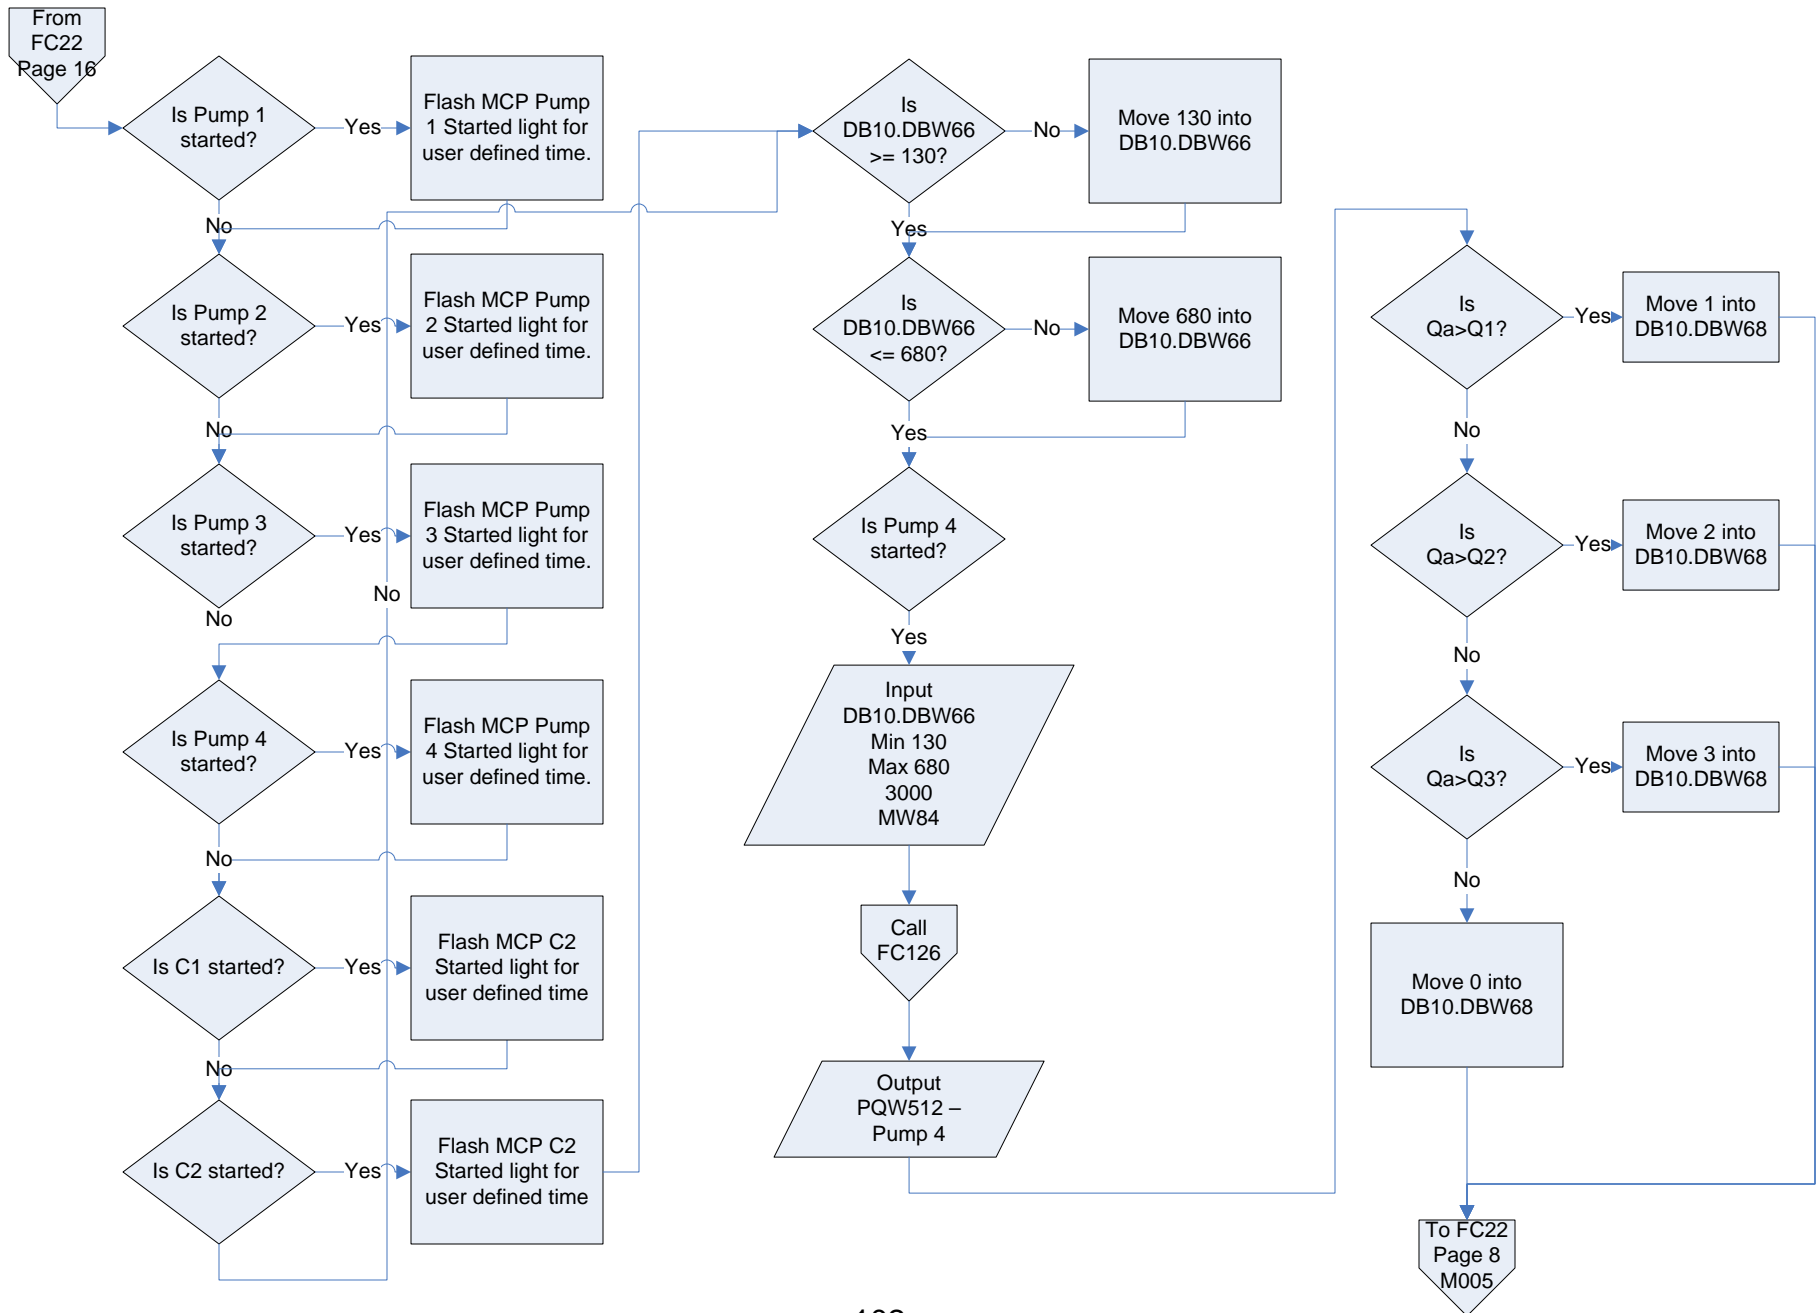 From
FC22
Page 16
Is Pump 1
started?
Yes
Flash MCP Pump
1 Started light for
user defined time.
No
Is Pump 2
started?
Yes
Flash MCP Pump
2 Started light for
user defined time.
No
Is Pump 3
started?
Yes
Flash MCP Pump
3 Started light for
user defined time.
No
No
Is Pump 4
started?
Yes
Flash MCP Pump
4 Started light for
user defined time.
No
Is C1 started?
Yes
Flash MCP C2
Started light for
user defined time
No
Is C2 started?
Yes
Flash MCP C2
Started light for
user defined time
Is
DB10.DBW66
>= 130?
No
Move 130 into
DB10.DBW66
Yes
Is
DB10.DBW66
<= 680?
No
Move 680 into
DB10.DBW66
Yes
Is Pump 4
started?
Yes
Input
DB10.DBW66
Min 130
Max 680
3000
MW84
Call
FC126
Output
PQW512 –
Pump 4
Is
Qa>Q1?
Yes
Move 1 into
DB10.DBW68
No
Is
Qa>Q2?
Yes
Move 2 into
DB10.DBW68
No
Is
Qa>Q3?
Yes
Move 3 into
DB10.DBW68
No
Move 0 into
DB10.DBW68
To FC22
Page 8
M005